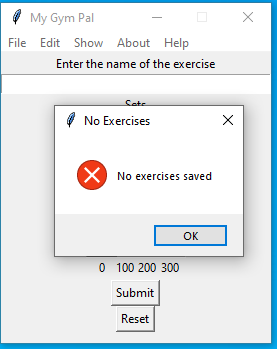 My Gym Pal
File Edit Show About Help
Enter the name of the exercise
Sets
No Exercises
No exercises saved
OK
0 100 200 300
Submit
Reset